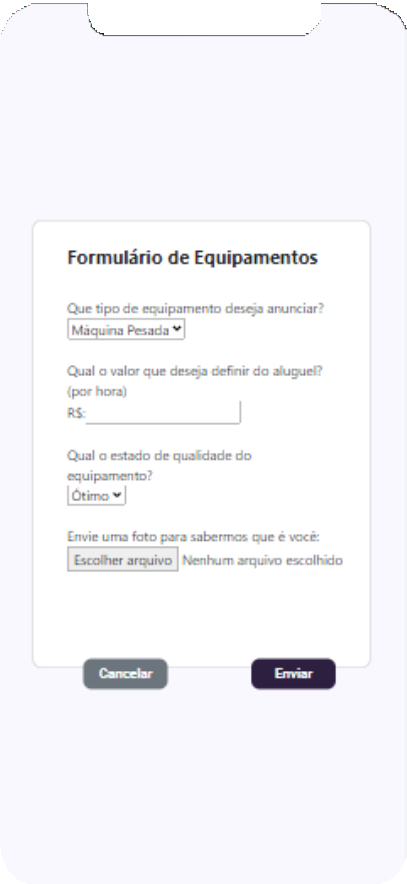 Formulário de Equipamentos
Que tipo de equipamento deseja anunciar?
Máquina Pesada
Qual o valor que deseja definir do aluguel?
(por hora)
R$:
Qual o estado de qualidade do
equipamento?
Ótimo
Envie uma foto para sabermos que é você:
Escolher arquivo Nenhum arquivo escolhido
Cancelar Enviar